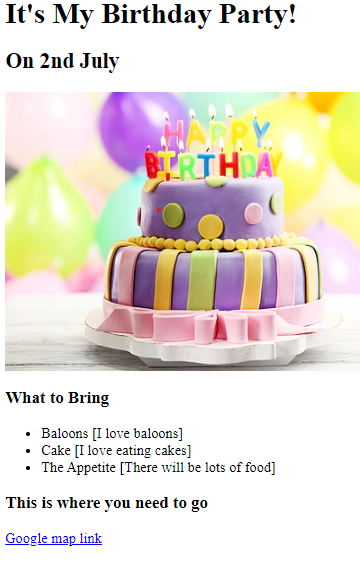 It's My Birthday Party!
On 2nd July
HAPPY
BIRTHDAY
What to Bring
Baloons [I love baloons]
Cake [I love eating cakes]
The Appetite [There will be lots of food]
This is where you need to go
Google map link